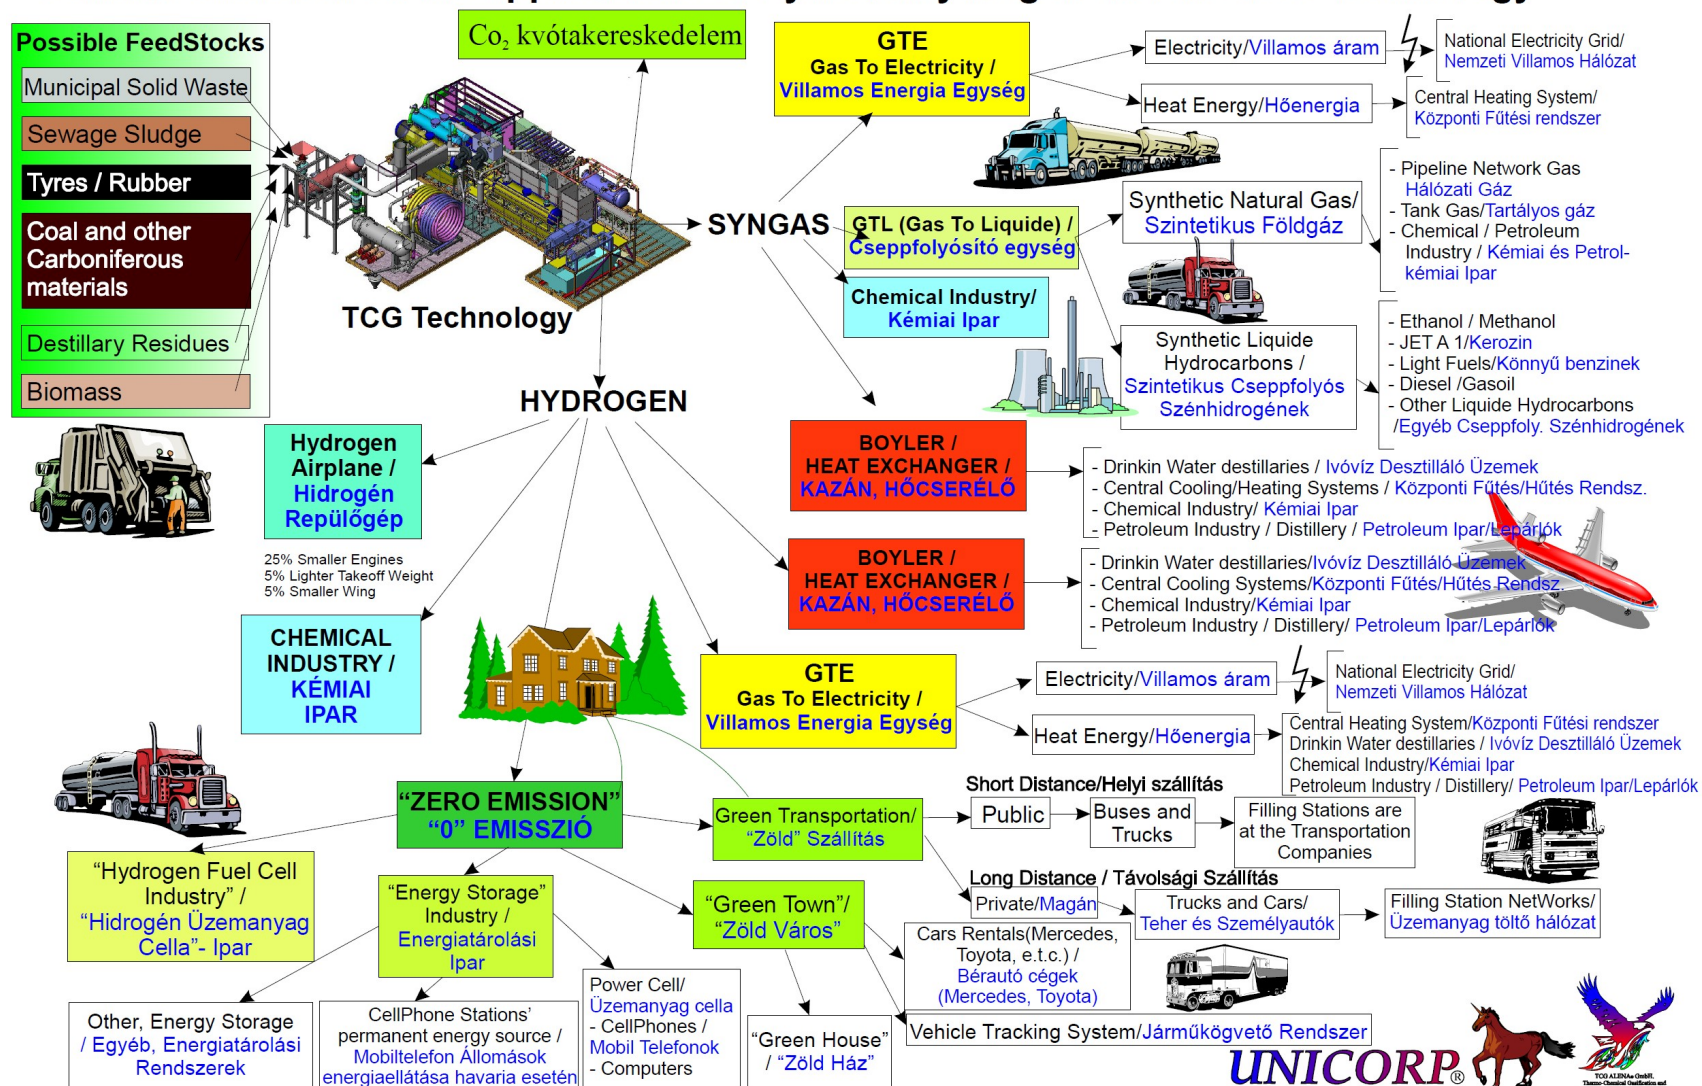 Possible FeedStocks
Municipal Solid Waste
Sewage Sludge
Tyres / Rubber
Coal and other
Carboniferous
materials
Destillary Residues
Biomass
Co₂ kvótakereskedelem
TCG Technology
SYNGAS
GTE
Gas To Electricity /
Villamos Energia Egység
Electricity/Villamos áram
National Electricity Grid/
Nemzeti Villamos Hálózat
Heat Energy/Hőenergia
Central Heating System/
Központi Fűtési rendszer
GTL (Gas To Liquide) /
Cseppfolyósító egység
Synthetic Natural Gas/
Szintetikus Földgáz
- Pipeline Network Gas
Hálózati Gáz
- Tank Gas/Tartályos gáz
- Chemical / Petroleum
Industry / Kémiai és Petrol-
kémiai Ipar
Chemical Industry/
Kémiai Ipar
Synthetic Liquide
Hydrocarbons /
Szintetikus Cseppfolyós
Szénhidrogének
- Ethanol / Methanol
- JET A 1/Kerozin
- Light Fuels/Könnyű benzinek
- Diesel /Gasoil
- Other Liquide Hydrocarbons
/Egyéb Cseppfoly. Szénhidrogének
BOYLER /
HEAT EXCHANGER /
KAZÁN, HŐCSERÉLŐ
- Drinkin Water destillaries / Ivóvíz Desztilláló Üzemek
- Central Cooling/Heating Systems / Központi Fűtés/Hűtés Rendsz.
- Chemical Industry/ Kémiai Ipar
- Petroleum Industry / Distillery / Petroleum Ipar/Lepárlók
HYDROGEN
Hydrogen
Airplane /
Hidrogén
Repülőgép
25% Smaller Engines
5% Lighter Takeoff Weight
5% Smaller Wing
BOYLER /
HEAT EXCHANGER /
KAZÁN, HŐCSERÉLŐ
- Drinkin Water destillaries/Ivóvíz Desztilláló Üzemek
- Central Cooling Systems/Központi Fűtés/Hűtés Rendsz.
- Chemical Industry/Kémiai Ipar
- Petroleum Industry / Distillery/ Petroleum Ipar/Lepárlók
CHEMICAL
INDUSTRY /
KÉMIAI
IPAR
GTE
Gas To Electricity /
Villamos Energia Egység
Electricity/Villamos áram
National Electricity Grid/
Nemzeti Villamos Hálózat
Heat Energy/Hőenergia
Central Heating System/Központi Fűtési rendszer
Drinkin Water destillaries / Ivóvíz Desztilláló Üzemek
Chemical Industry/Kémiai Ipar
Petroleum Industry / Distillery/ Petroleum Ipar/Lepárlók
“ZERO EMISSION”
“0” EMISSZIÓ
Green Transportation/
“Zöld” Szállítás
Short Distance/Helyi szállítás
Public
Buses and
Trucks
Filling Stations are
at the Transportation
Companies
Long Distance / Távolsági Szállítás
Private/Magán
Trucks and Cars/
Teher és Személyautók
Filling Station NetWorks/
Üzemanyag töltő hálózat
“Hydrogen Fuel Cell
Industry” /
“Hidrogén Üzemanyag
Cella”- Ipar
“Energy Storage”
Industry /
Energiatárolási
Ipar
“Green Town”/
“Zöld Város”
Cars Rentals(Mercedes,
Toyota, e.t.c.) /
Bérautó cégek
(Mercedes, Toyota)
Vehicle Tracking System/Járműkögvető Rendszer
“Green House”
/ “Zöld Ház”
Other, Energy Storage
/ Egyéb, Energiatárolási
Rendszerek
CellPhone Stations’
permanent energy source /
Mobiltelefon Állomások
energiaellátása havaria esetén
Power Cell/
Üzemanyag cella
- CellPhones /
Mobil Telefonok
- Computers
UNICORP®
TCG ALENA® GmbH.
Thermo-Chemical Gasification and